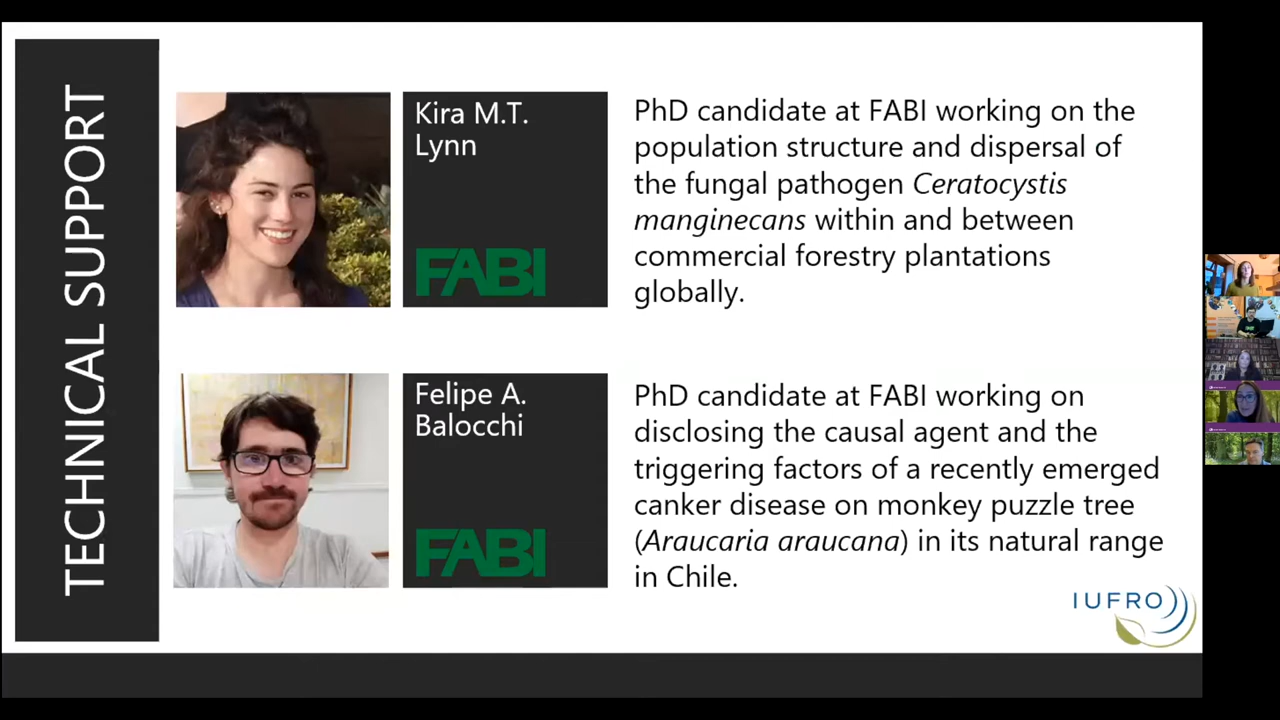 TECHNICAL SUPPORT
Kira M.T.
Lynn
FABI
PhD candidate at FABI working on the
population structure and dispersal of
the fungal pathogen Ceratocystis
manginecans within and between
commercial forestry plantations
globally.
Felipe A.
Balocchi
FABI
PhD candidate at FABI working on
disclosing the causal agent and the
triggering factors of a recently emerged
canker disease on monkey puzzle tree
(Araucaria araucana) in its natural range
in Chile.
IUFRO